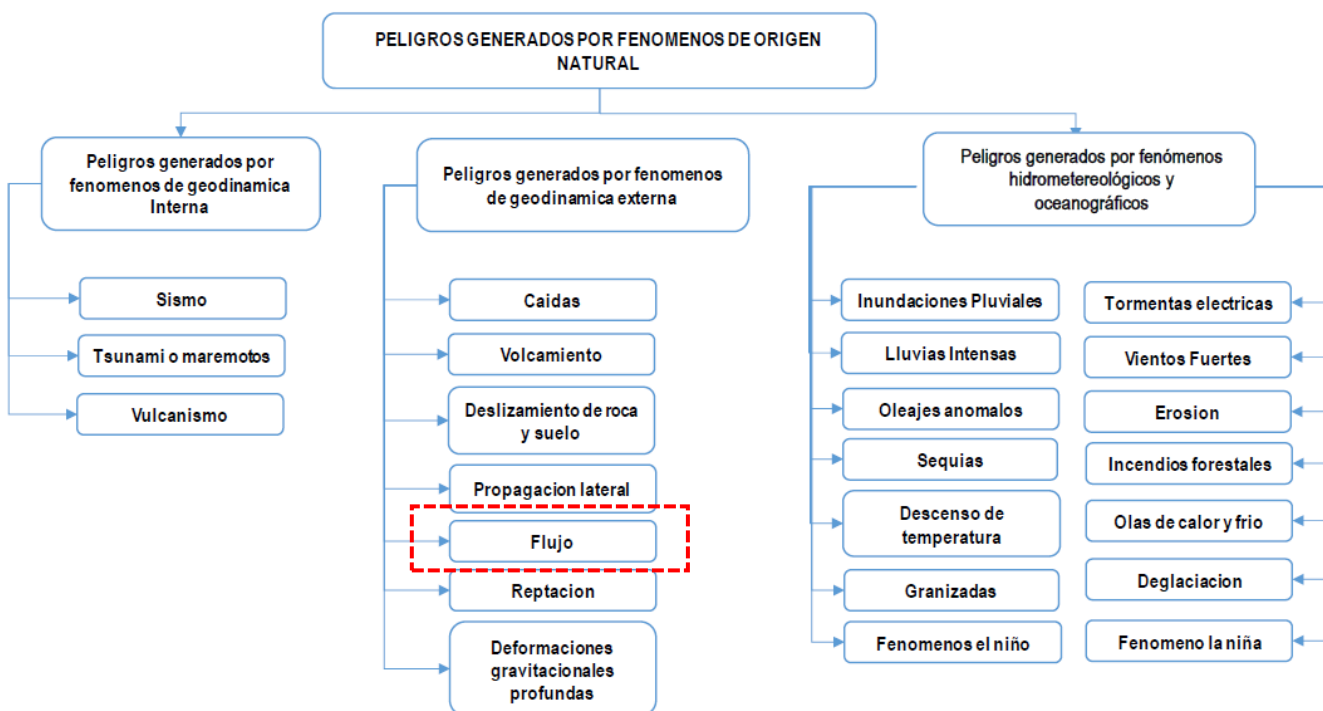 PELIGROS GENERADOS POR FENOMENOS DE ORIGEN
NATURAL
Peligros generados por
fenomenos de geodinamica
Interna
Sismo
Tsunami o maremotos
Vulcanismo
Peligros generados por fenomenos
de geodinamica externa
Caidas
Volcamiento
Deslizamiento de roca
y suelo
Propagacion lateral
Flujo
Reptacion
Deformaciones
gravitacionales
profundas
Peligros generados por fenómenos
hidrometereológicos y
oceanográficos
Inundaciones Pluviales
Lluvias Intensas
Oleajes anomalos
Sequias
Descenso de
temperatura
Granizadas
Fenomenos el niño
Tormentas electricas
Vientos Fuertes
Erosion
Incendios forestales
Olas de calor y frio
Deglaciacion
Fenomeno la niña